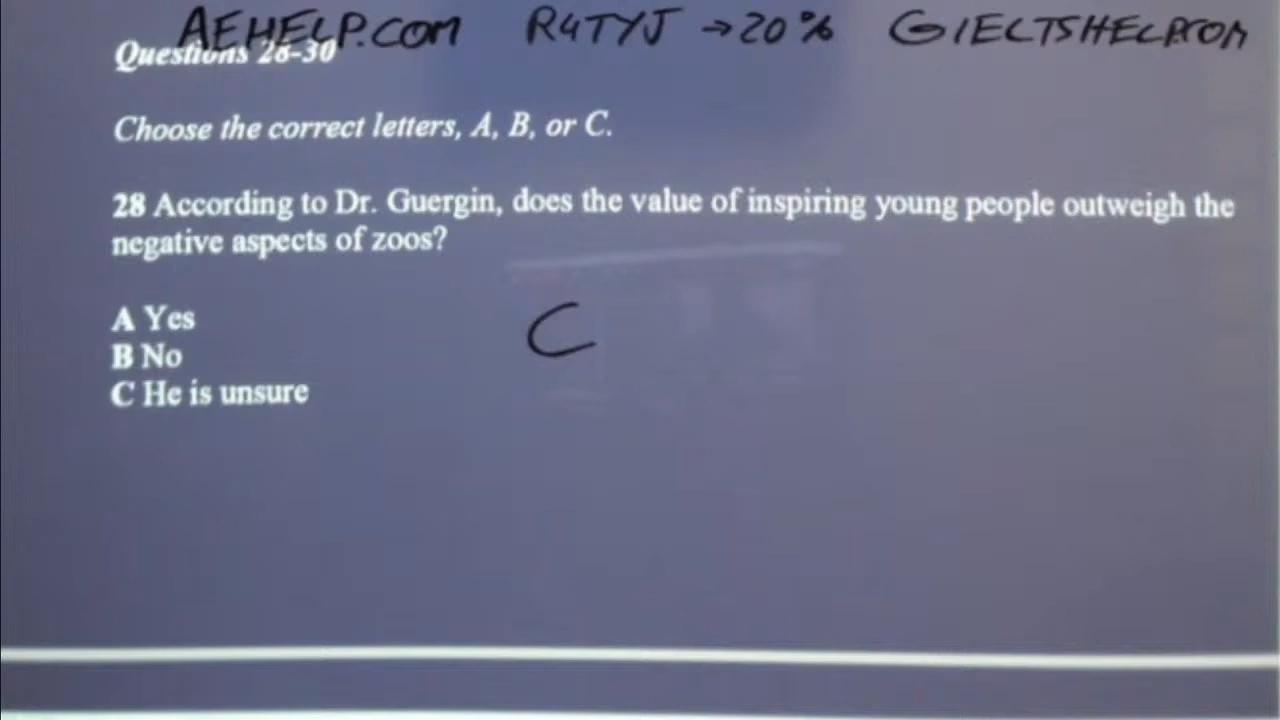 AEHELP.COM R4TYJ → 20% GIELTSHELP.COM
Questions 28-30
Choose the correct letters, A, B, or C.
28 According to Dr. Guergin, does the value of inspiring young people outweigh the
negative aspects of zoos?
A Yes
B No
C He is unsure
C